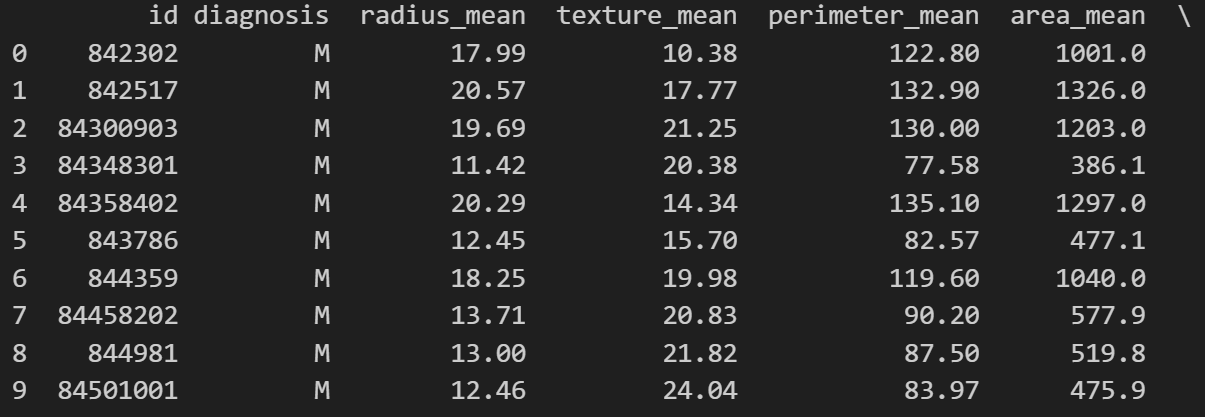 id diagnosis radius_mean texture_mean perimeter_mean area_mean \
0 842302 M 17.99 10.38 122.80 1001.0
1 842517 M 20.57 17.77 132.90 1326.0
2 84300903 M 19.69 21.25 130.00 1203.0
3 84348301 M 11.42 20.38 77.58 386.1
4 84358402 M 20.29 14.34 135.10 1297.0
5 843786 M 12.45 15.70 82.57 477.1
6 844359 M 18.25 19.98 119.60 1040.0
7 84458202 M 13.71 20.83 90.20 577.9
8 844981 M 13.00 21.82 87.50 519.8
9 84501001 M 12.46 24.04 83.97 475.9